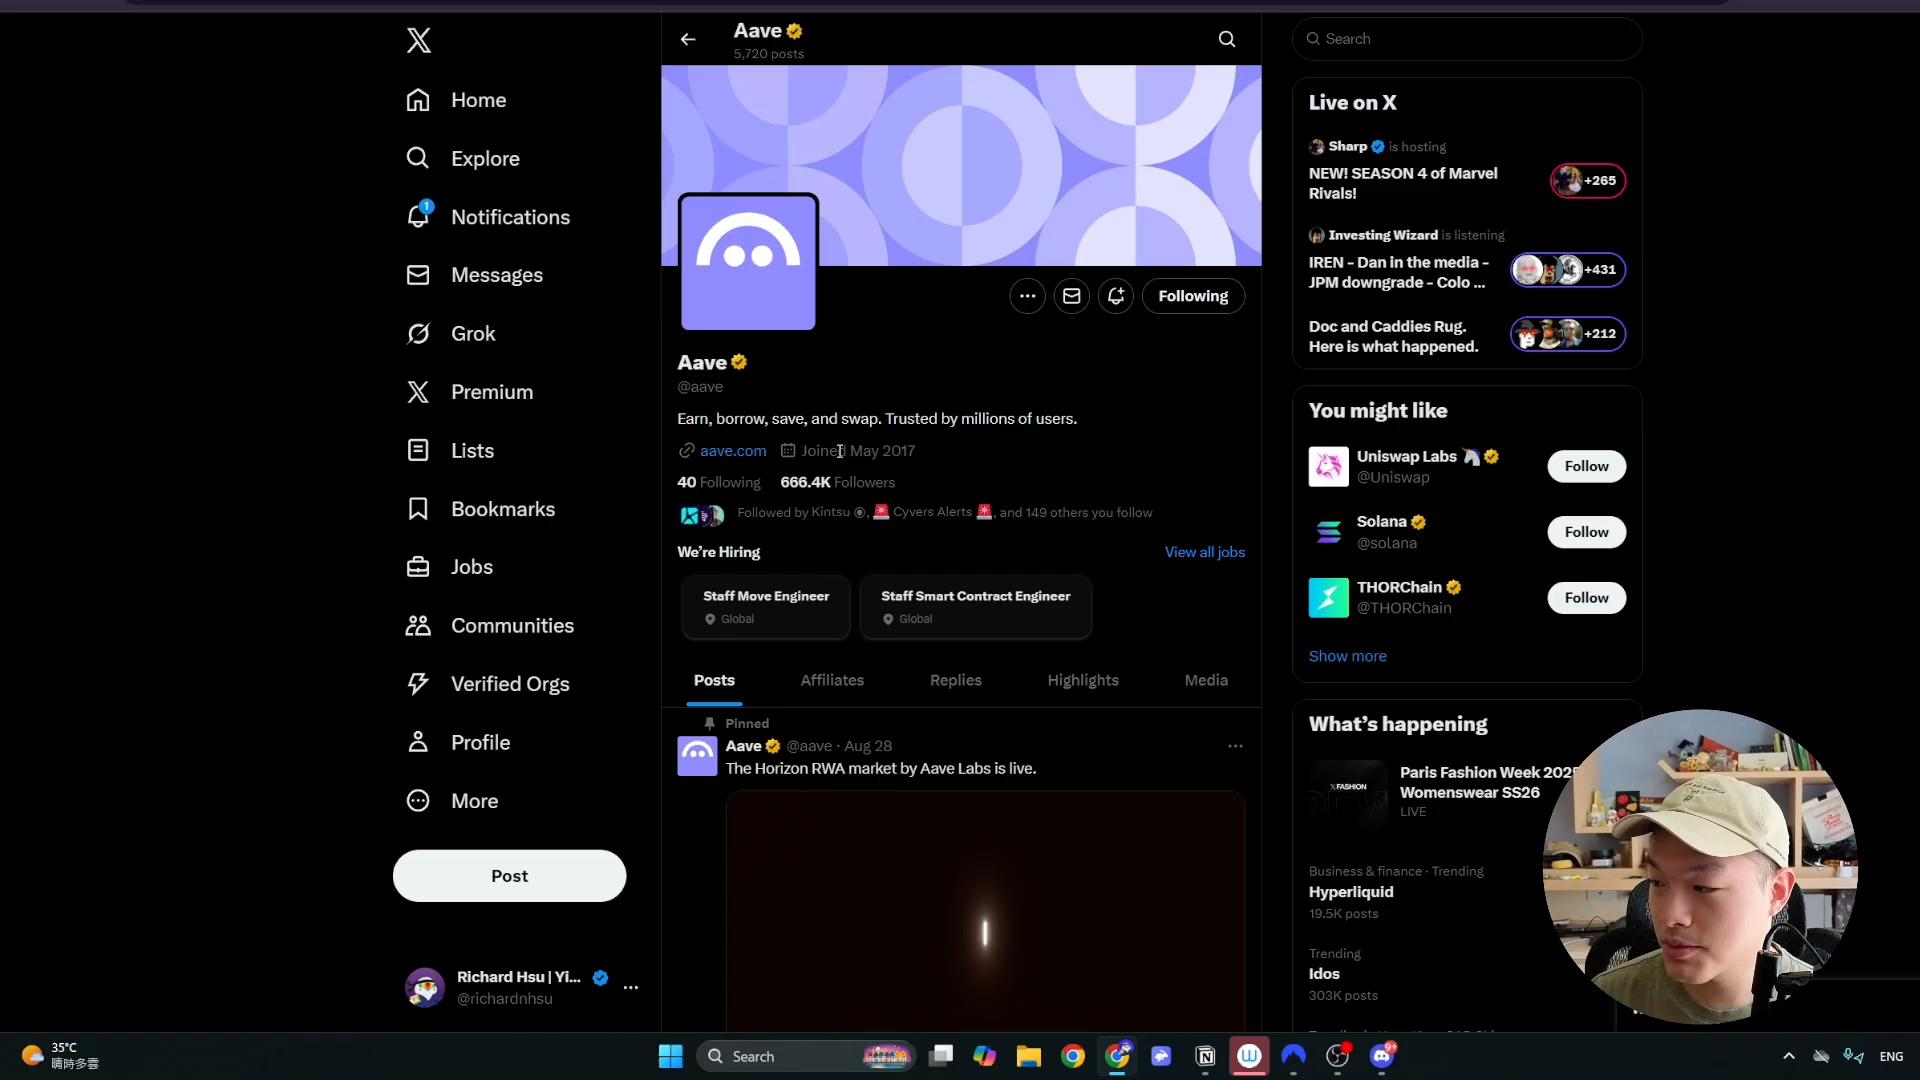 Home
Explore
1
Notifications
Messages
Grok
Premium
Lists
Bookmarks
Jobs
Communities
Verified Orgs
Profile
More
Post
Richard Hsu | Yi...
@richardnhsu
Aave
5,720 posts
Following
Aave
@aave
Earn, borrow, save, and swap. Trusted by millions of users.
aave.com Joined May 2017
40 Following 666.4K Followers
Followed by Kintsu, Cyvers Alerts, and 149 others you follow
We're Hiring
View all jobs
Staff Move Engineer
Global
Staff Smart Contract Engineer
Global
Posts
Affiliates
Replies
Highlights
Media
Pinned
Aave @aave · Aug 28
The Horizon RWA market by Aave Labs is live.
Search
Live on X
Sharp is hosting
NEW! SEASON 4 of Marvel
Rivals!
+265
Investing Wizard is listening
IREN - Dan in the media -
JPM downgrade - Colo ...
+431
Doc and Caddies Rug.
Here is what happened.
+212
You might like
Uniswap Labs
@Uniswap
Follow
Solana
@solana
Follow
THORChain
@THORChain
Follow
Show more
What's happening
X FASHION
Paris Fashion Week 2025
Womenswear SS26
LIVE
Business & finance · Trending
Hyperliquid
19.5K posts
Trending
Idos
303K posts
35°C
晴時多雲
Search
9+
ENG